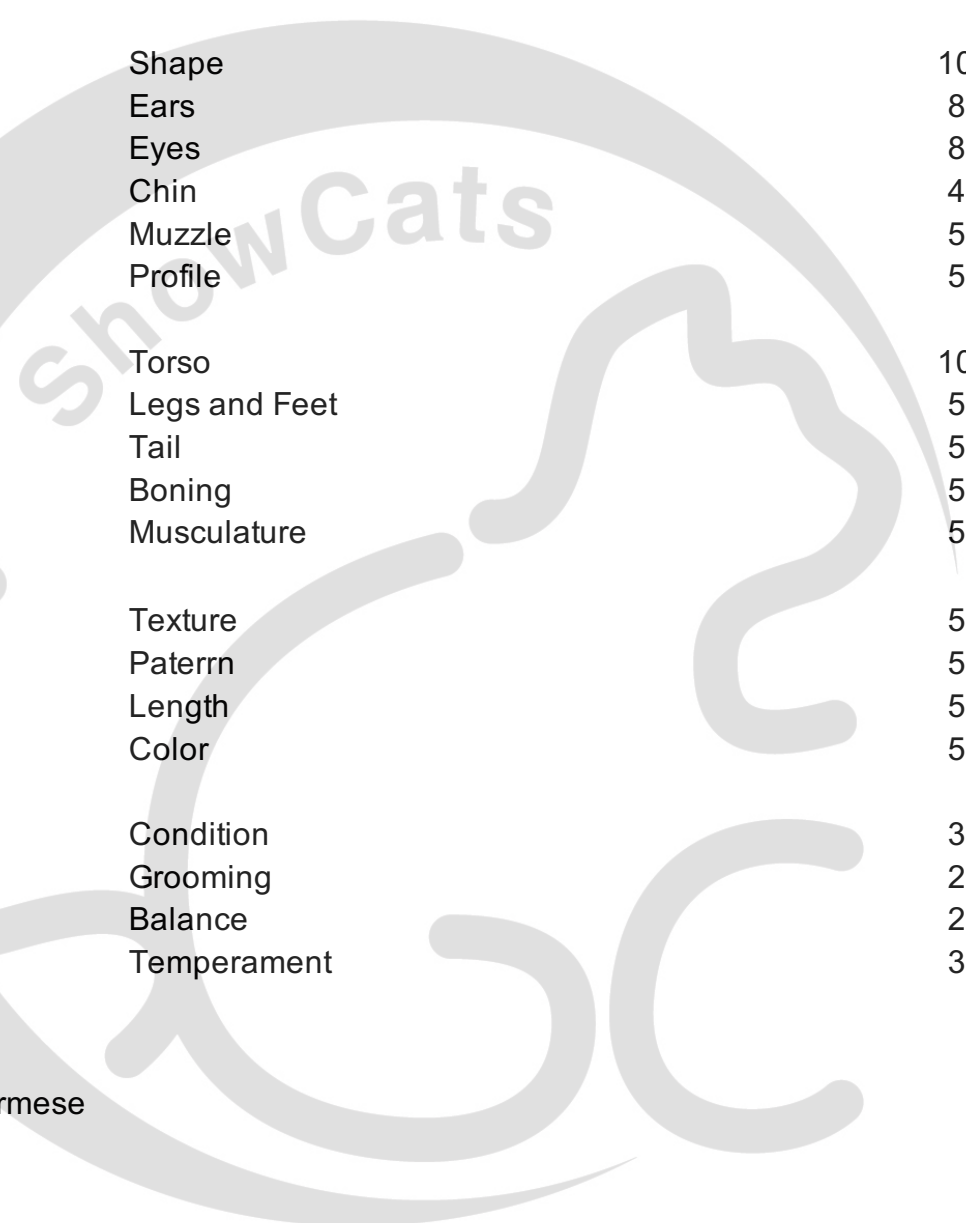 ShowCats
Shape 10
Ears 8
Eyes 8
Chin 4
Muzzle 5
Profile 5
Torso 10
Legs and Feet 5
Tail 5
Boning 5
Musculature 5
Texture 5
Paterrn 5
Length 5
Color 5
Condition 3
Grooming 2
Balance 2
Temperament 3
rmese